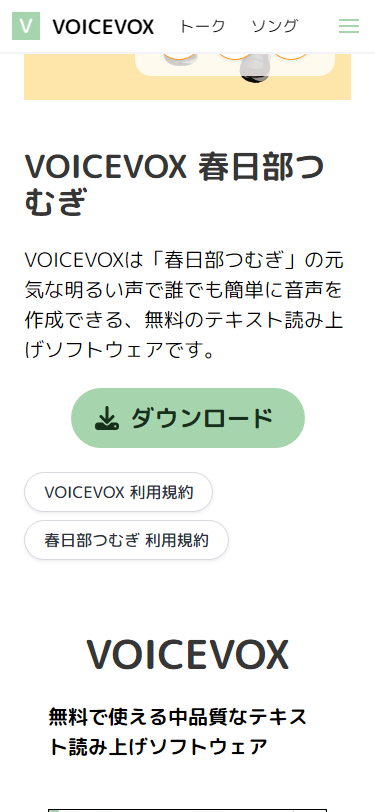 V VOICEVOX トーク ソング
VOICEVOX 春日部つ
むぎ
VOICEVOXは「春日部つむぎ」の元
気な明るい声で誰でも簡単に音声を
作成できる、無料のテキスト読み上
げソフトウェアです。
ダウンロード
VOICEVOX 利用規約
春日部つむぎ 利用規約
VOICEVOX
無料で使える中品質なテキス
ト読み上げソフトウェア